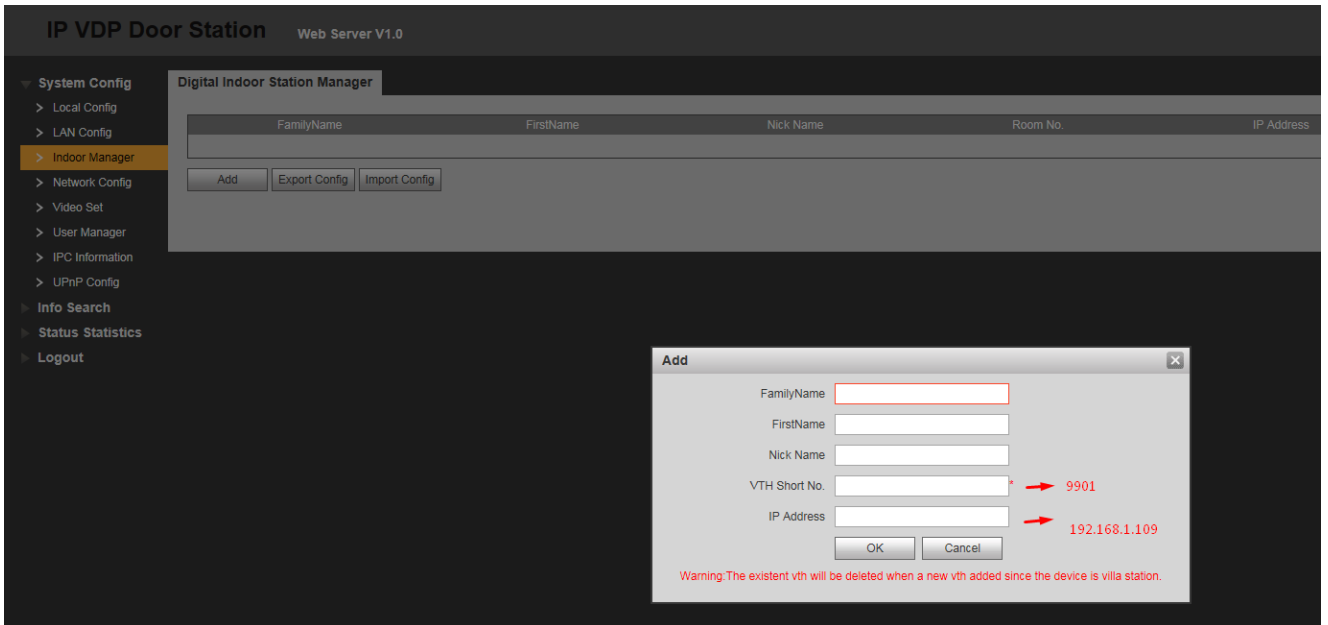 IP VDP Door Station Web Server V1.0
System Config
Local Config
LAN Config
Indoor Manager
Network Config
Video Set
User Manager
IPC Information
UPnP Config
Info Search
Status Statistics
Logout
Digital Indoor Station Manager
FamilyName FirstName Nick Name Room No. IP Address
Add Export Config Import Config
Add
FamilyName
FirstName
Nick Name
VTH Short No. * 9901
IP Address 192.168.1.109
OK Cancel
Warning:The existent vth will be deleted when a new vth added since the device is villa station.